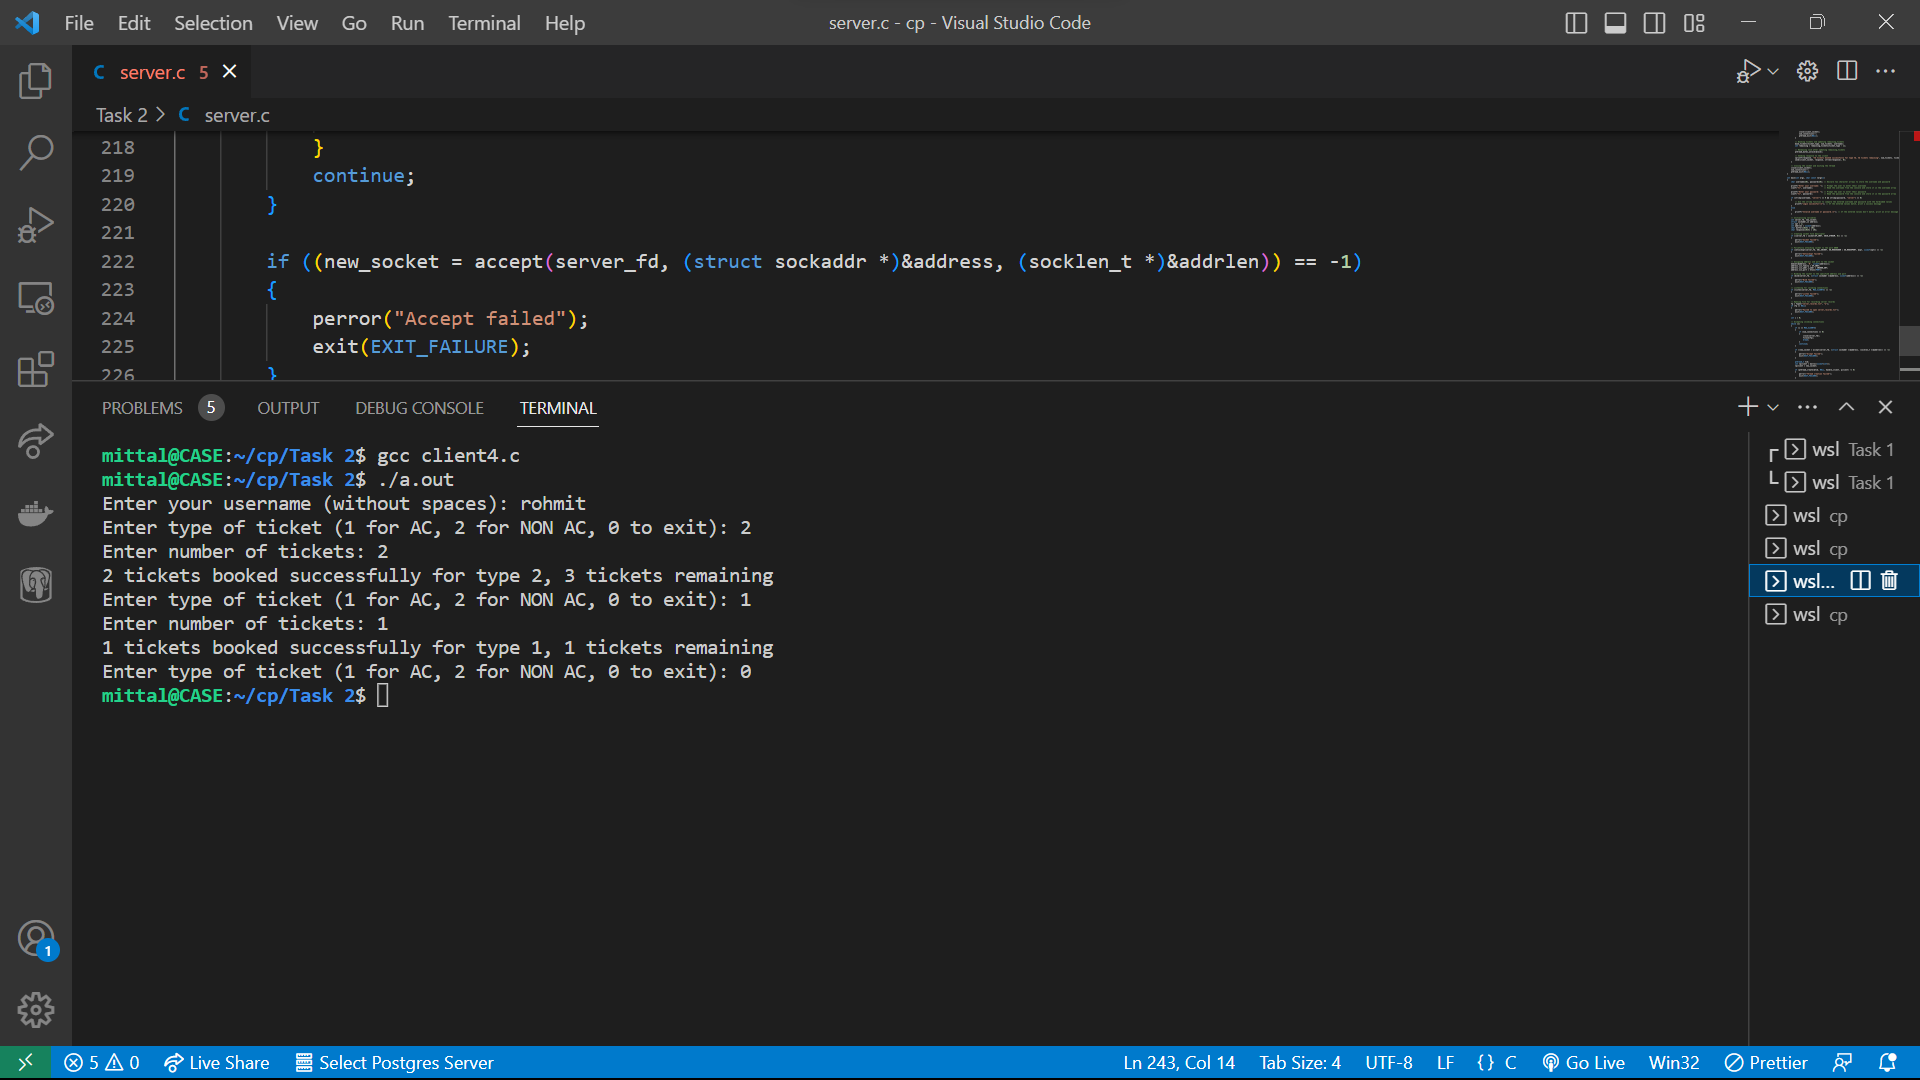 File Edit Selection View Go Run Terminal Help server.c - cp - Visual Studio Code
C server.c 5
Task 2 > C server.c
218 }
219 continue;
220 }
221
222 if ((new_socket = accept(server_fd, (struct sockaddr *)&address, (socklen_t *)&addrlen)) == -1)
223 {
224 perror("Accept failed");
225 exit(EXIT_FAILURE);
226 }
PROBLEMS 5 OUTPUT DEBUG CONSOLE TERMINAL
mittal@CASE:~/cp/Task 2$ gcc client4.c
mittal@CASE:~/cp/Task 2$ ./a.out
Enter your username (without spaces): rohmit
Enter type of ticket (1 for AC, 2 for NON AC, 0 to exit): 2
Enter number of tickets: 2
2 tickets booked successfully for type 2, 3 tickets remaining
Enter type of ticket (1 for AC, 2 for NON AC, 0 to exit): 1
Enter number of tickets: 1
1 tickets booked successfully for type 1, 1 tickets remaining
Enter type of ticket (1 for AC, 2 for NON AC, 0 to exit): 0
mittal@CASE:~/cp/Task 2$
wsl Task 1
wsl Task 1
wsl cp
wsl cp
wsl...
wsl cp
1
5 0 Live Share Select Postgres Server Ln 243, Col 14 Tab Size: 4 UTF-8 LF {} C Go Live Win32 Prettier